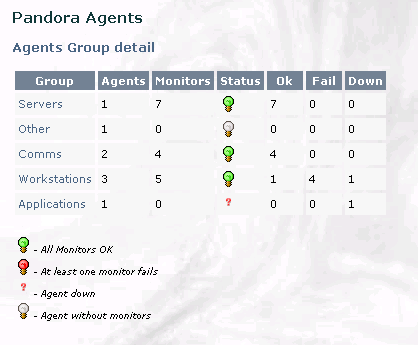 Pandora Agents
Agents Group detail
Group Agents Monitors Status Ok Fail Down
Servers 1 7 7 0 0
Other 1 0 0 0 0
Comms 2 4 4 0 0
Workstations 3 5 1 4 1
Applications 1 0 ? 0 0 1
- All Monitors OK
- At least one monitor fails
? - Agent down
- Agent without monitors